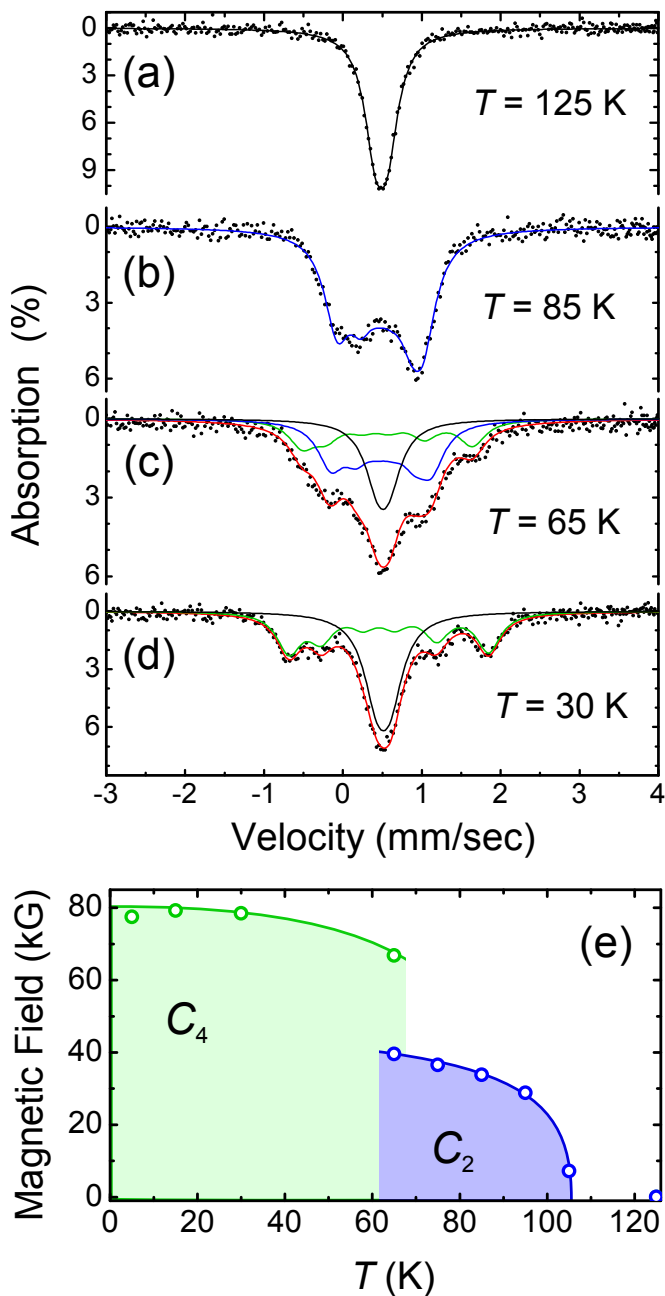 0
3
6
9
(a)
T = 125 K
0
3
6
(b)
T = 85 K
Absorption (%)
0
3
6
(c)
T = 65 K
0
3
6
(d)
T = 30 K
-3 -2 -1 0 1 2 3 4
Velocity (mm/sec)
80
60
40
20
0
Magnetic Field (kG)
(e)
C4
C2
0 20 40 60 80 100 120
T (K)